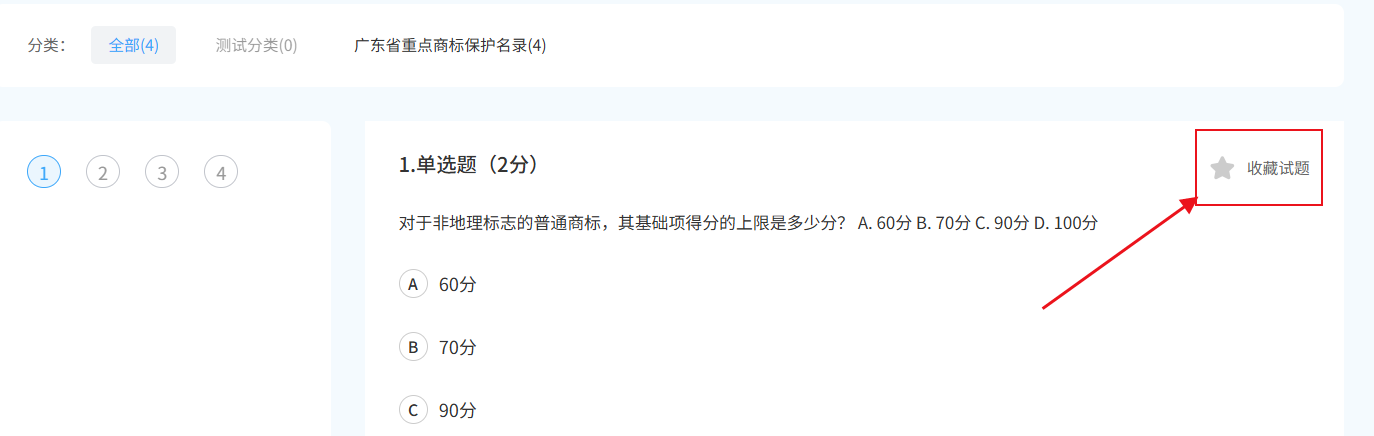 分类： 全部(4) 测试分类(0) 广东省重点商标保护名录(4)
1 2 3 4
1.单选题（2分）
收藏试题
对于非地理标志的普通商标，其基础项得分的上限是多少分？ A. 60分 B. 70分 C. 90分 D. 100分
A 60分
B 70分
C 90分